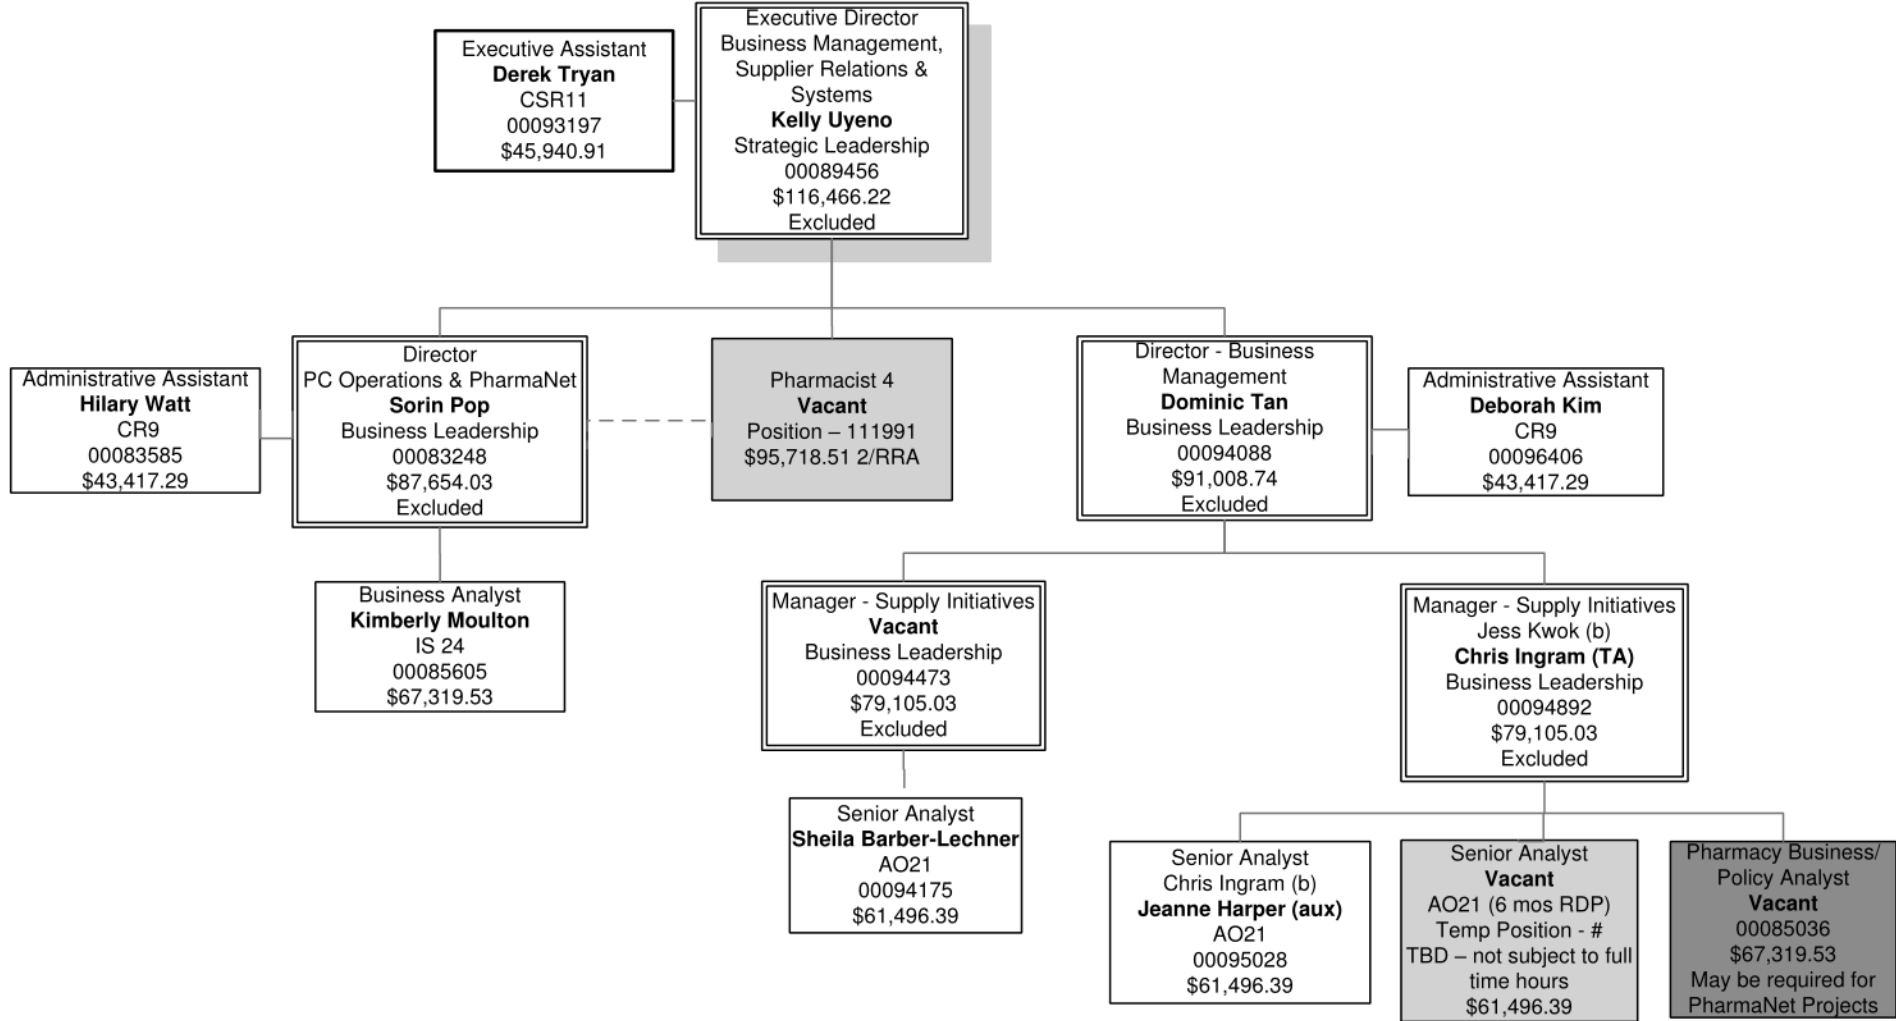 Executive Director
Business Management,
Supplier Relations &
Systems
Kelly Uyeno
Strategic Leadership
00089456
$116,466.22
Excluded
Executive Assistant
Derek Tryan
CSR11
00093197
$45,940.91
Administrative Assistant
Hilary Watt
CR9
00083585
$43,417.29
Director
PC Operations & PharmaNet
Sorin Pop
Business Leadership
00083248
$87,654.03
Excluded
Pharmacist 4
Vacant
Position – 111991
$95,718.51 2/RRA
Director - Business
Management
Dominic Tan
Business Leadership
00094088
$91,008.74
Excluded
Administrative Assistant
Deborah Kim
CR9
00096406
$43,417.29
Business Analyst
Kimberly Moulton
IS 24
00085605
$67,319.53
Manager - Supply Initiatives
Vacant
Business Leadership
00094473
$79,105.03
Excluded
Manager - Supply Initiatives
Jess Kwok (b)
Chris Ingram (TA)
Business Leadership
00094892
$79,105.03
Excluded
Senior Analyst
Sheila Barber-Lechner
AO21
00094175
$61,496.39
Senior Analyst
Chris Ingram (b)
Jeanne Harper (aux)
AO21
00095028
$61,496.39
Senior Analyst
Vacant
AO21 (6 mos RDP)
Temp Position - #
TBD – not subject to full
time hours
$61,496.39
Pharmacy Business/
Policy Analyst
Vacant
00085036
$67,319.53
May be required for
PharmaNet Projects